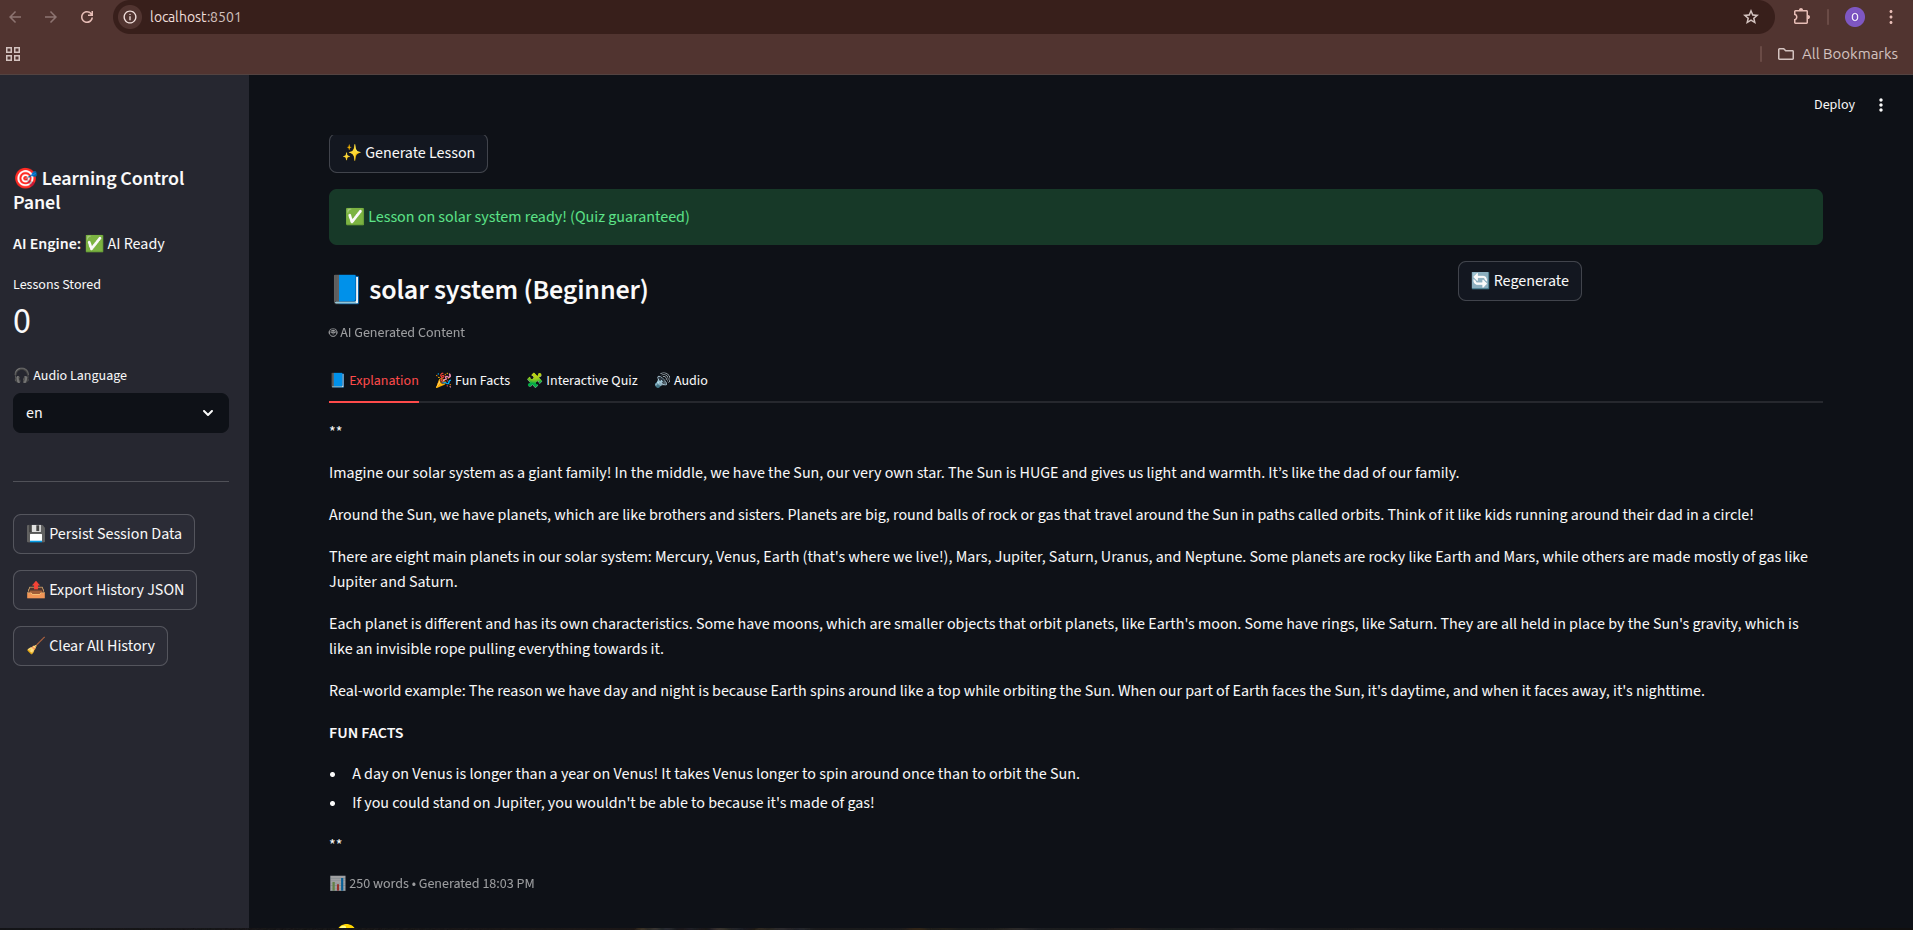 localhost:8501
O
All Bookmarks
Deploy
🎯 Learning Control
Panel
AI Engine: ✅ AI Ready
Lessons Stored
0
🎧 Audio Language
en
💾 Persist Session Data
📤 Export History JSON
🧹 Clear All History
✨ Generate Lesson
✅ Lesson on solar system ready! (Quiz guaranteed)
📘 solar system (Beginner)
🔄 Regenerate
AI Generated Content
📘 Explanation 🎉 Fun Facts 🧩 Interactive Quiz 🔊 Audio
**
Imagine our solar system as a giant family! In the middle, we have the Sun, our very own star. The Sun is HUGE and gives us light and warmth. It’s like the dad of our family.
Around the Sun, we have planets, which are like brothers and sisters. Planets are big, round balls of rock or gas that travel around the Sun in paths called orbits. Think of it like kids running around their dad in a circle!
There are eight main planets in our solar system: Mercury, Venus, Earth (that's where we live!), Mars, Jupiter, Saturn, Uranus, and Neptune. Some planets are rocky like Earth and Mars, while others are made mostly of gas like
Jupiter and Saturn.
Each planet is different and has its own characteristics. Some have moons, which are smaller objects that orbit planets, like Earth's moon. Some have rings, like Saturn. They are all held in place by the Sun's gravity, which is
like an invisible rope pulling everything towards it.
Real-world example: The reason we have day and night is because Earth spins around like a top while orbiting the Sun. When our part of Earth faces the Sun, it's daytime, and when it faces away, it's nighttime.
FUN FACTS
• A day on Venus is longer than a year on Venus! It takes Venus longer to spin around once than to orbit the Sun.
• If you could stand on Jupiter, you wouldn't be able to because it's made of gas!
**
📊 250 words • Generated 18:03 PM